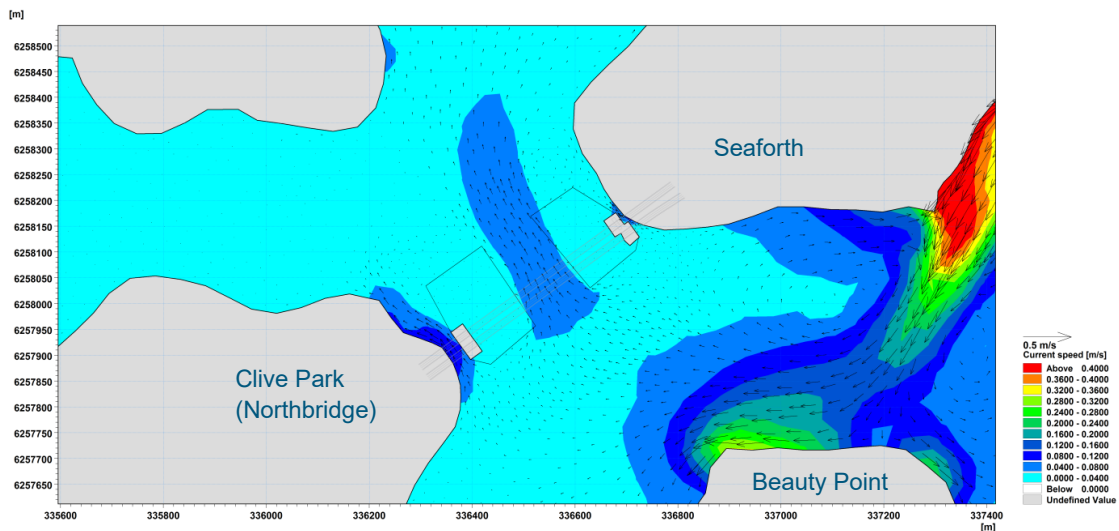 [m]
6258500
6258450
6258400
6258350
6258300
6258250
6258200
6258150
6258100
6258050
6258000
6257950
6257900
6257850
6257800
6257750
6257700
6257650
335600 335800 336000 336200 336400 336600 336800 337000 337200 337400
[m]
Seaforth
Clive Park
(Northbridge)
Beauty Point
0.5 m/s
Current speed [m/s]
Above 0.4000
0.3600 - 0.4000
0.3200 - 0.3600
0.2800 - 0.3200
0.2400 - 0.2800
0.2000 - 0.2400
0.1600 - 0.2000
0.1200 - 0.1600
0.0800 - 0.1200
0.0400 - 0.0800
0.0000 - 0.0400
Below 0.0000
Undefined Value